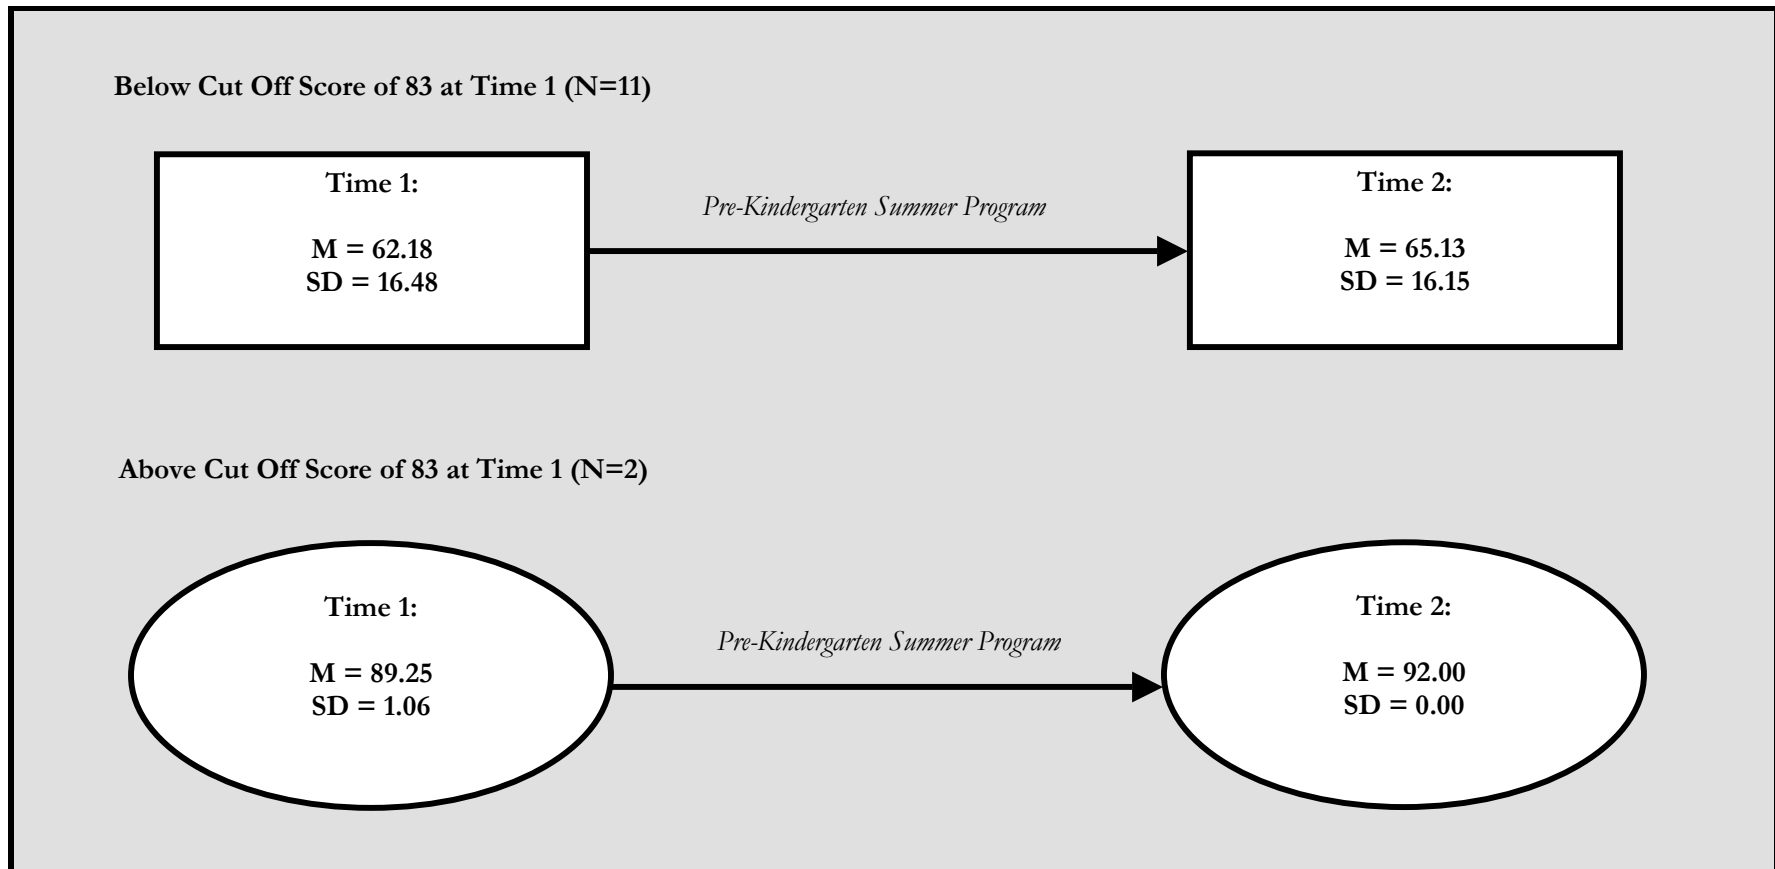 Below Cut Off Score of 83 at Time 1 (N=11)
Time 1:
M = 62.18
SD = 16.48
Pre-Kindergarten Summer Program
Time 2:
M = 65.13
SD = 16.15
Above Cut Off Score of 83 at Time 1 (N=2)
Time 1:
M = 89.25
SD = 1.06
Pre-Kindergarten Summer Program
Time 2:
M = 92.00
SD = 0.00